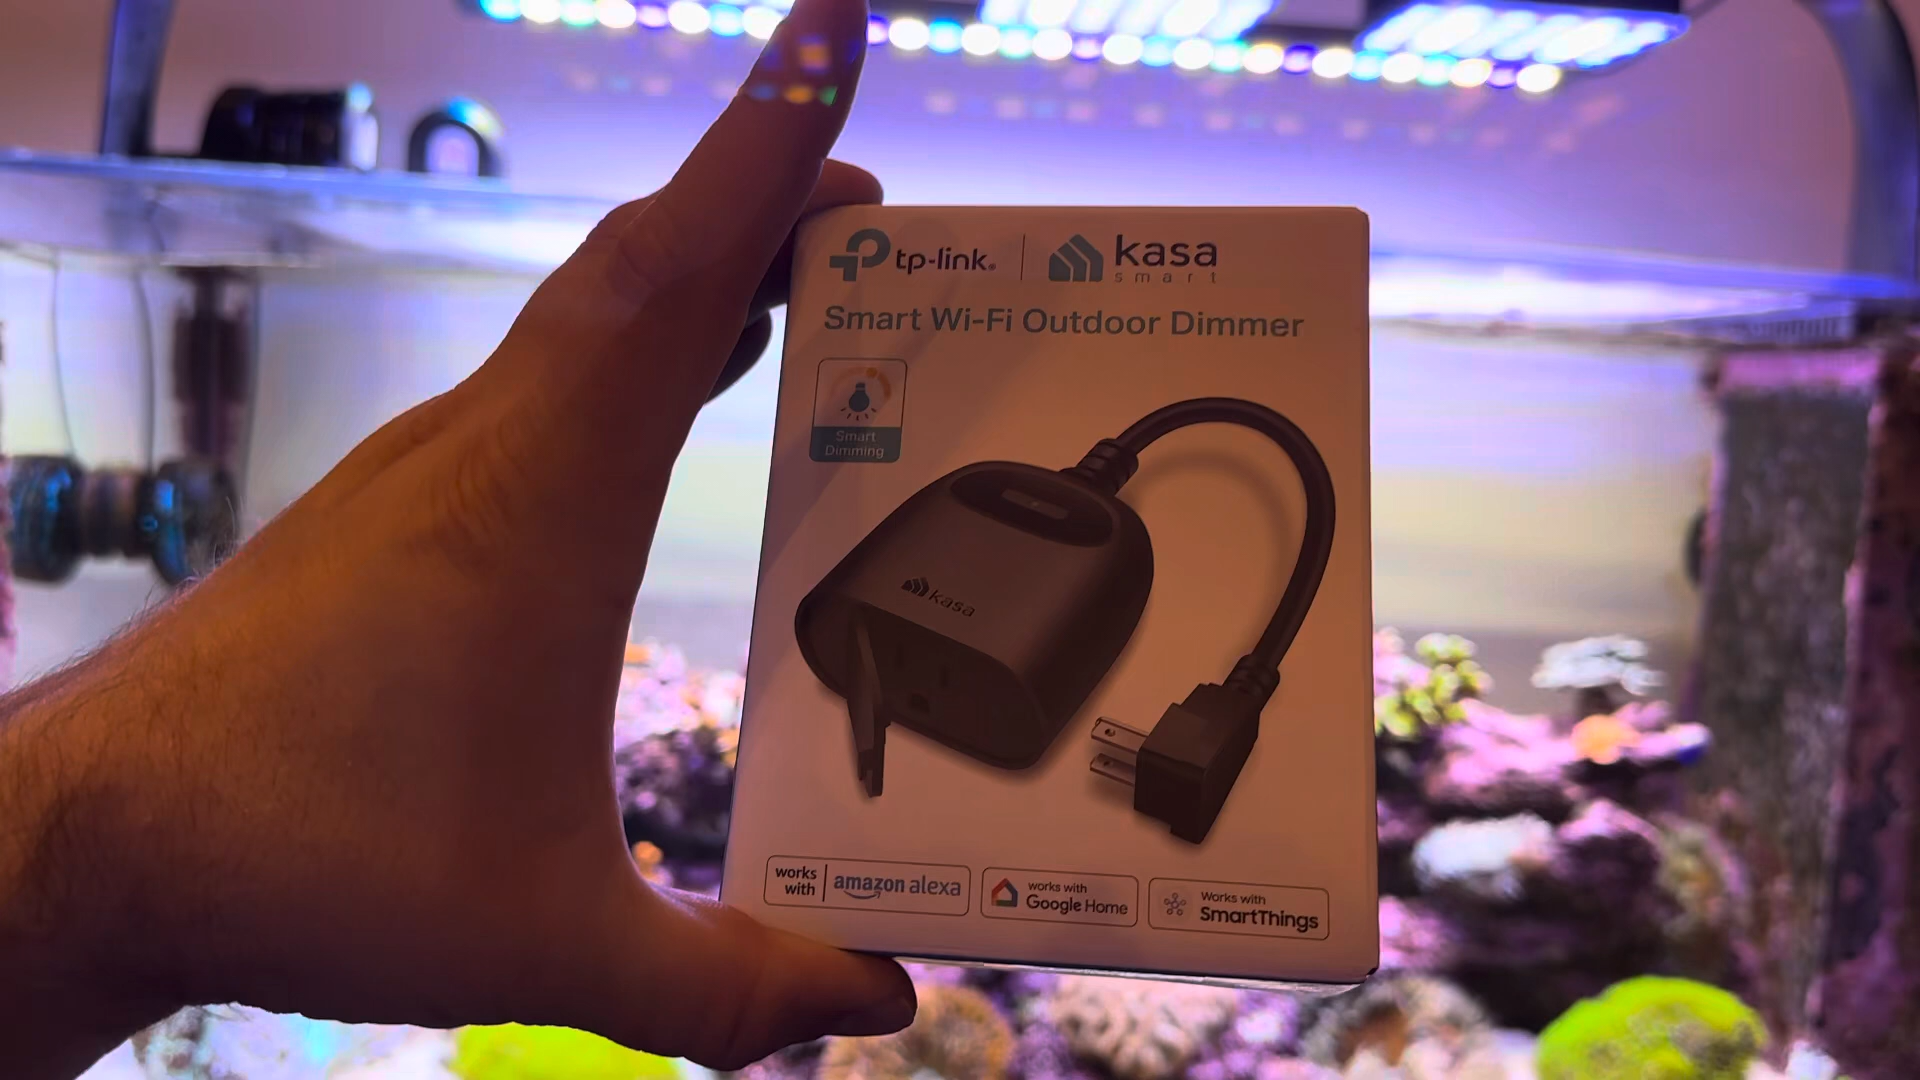 tp-link | kasa
smart
Smart Wi-Fi Outdoor Dimmer
Smart
Dimming
kasa
works
with
amazon alexa
works with
Google Home
Works with
SmartThings